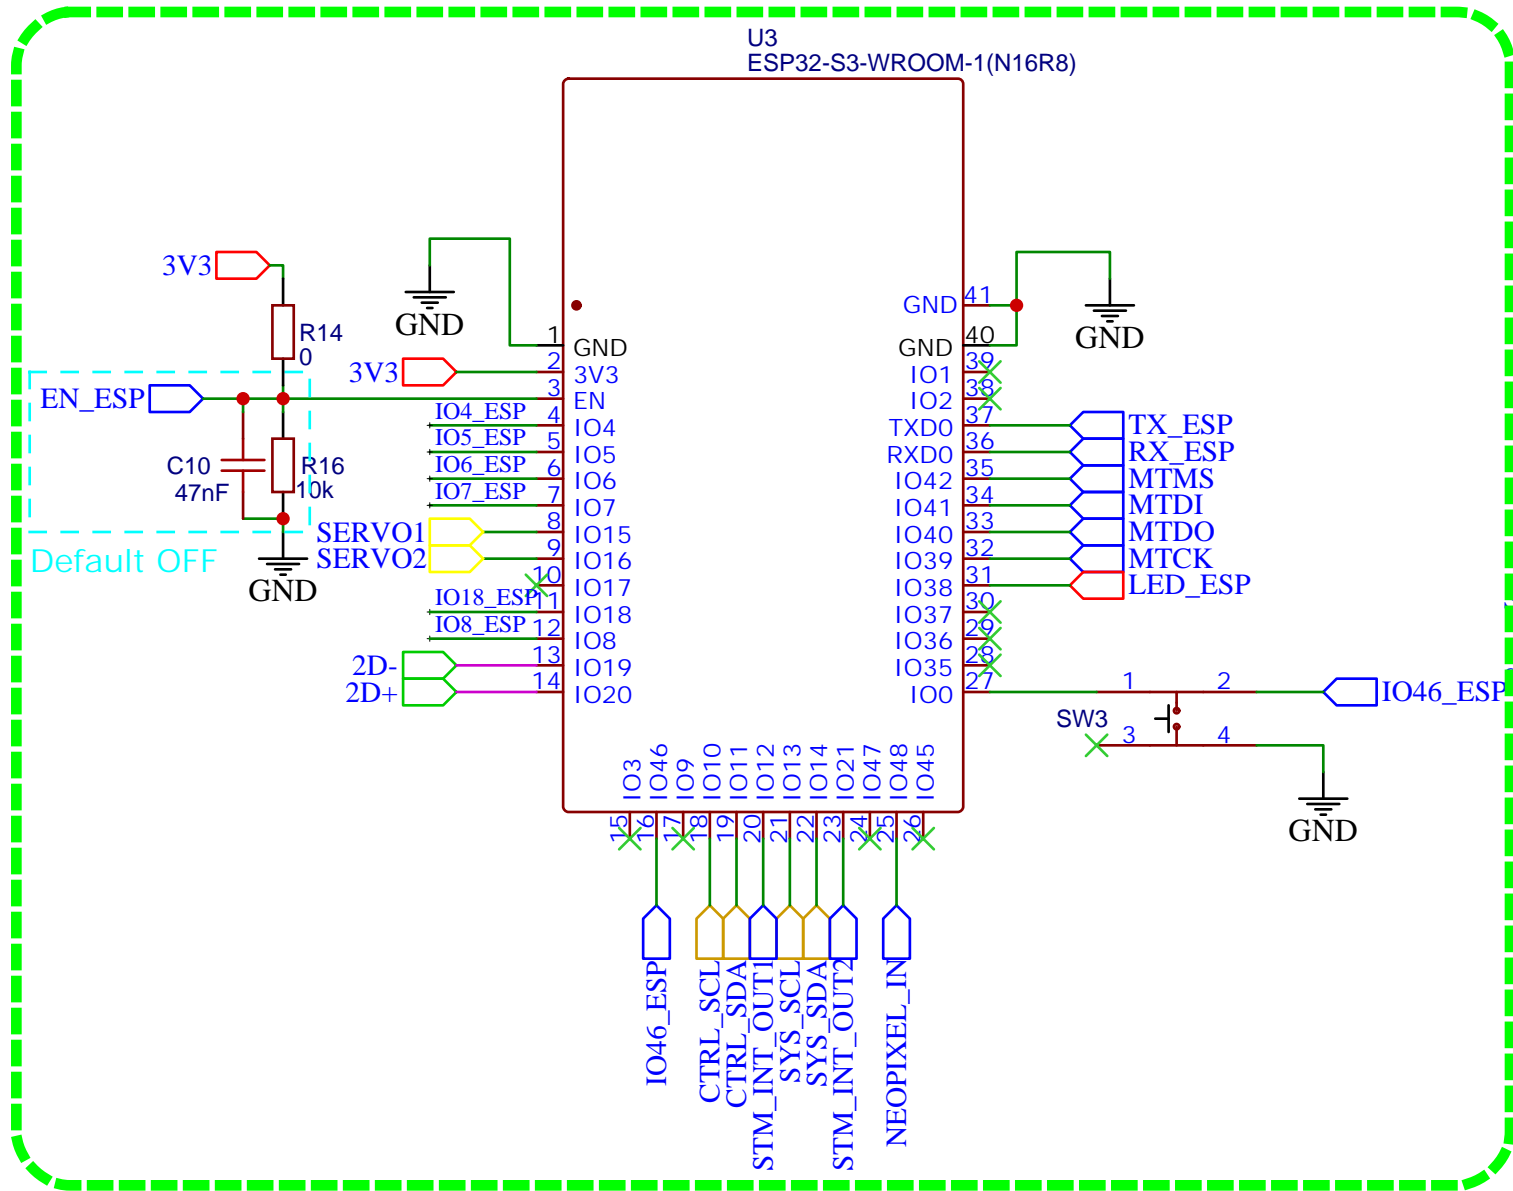 U3
ESP32-S3-WROOM-1(N16R8)
3V3
R14
0
EN_ESP
C10
47nF
R16
10k
Default OFF
GND
GND
3V3
IO4_ESP
IO5_ESP
IO6_ESP
IO7_ESP
SERVO1
SERVO2
IO18_ESP
IO8_ESP
2D-
2D+
1 GND
2 3V3
3 EN
4 IO4
5 IO5
6 IO6
7 IO7
8 IO15
9 IO16
10 IO17
11 IO18
12 IO8
13 IO19
14 IO20
GND 41
GND 40
IO1 39
IO2 38
TXD0 37
RXD0 36
IO42 35
IO41 34
IO40 33
IO39 32
IO38 31
IO37 30
IO36 29
IO35 28
IO0 27
GND
TX_ESP
RX_ESP
MTMS
MTDI
MTDO
MTCK
LED_ESP
1 2
IO46_ESP
SW3
3 4
GND
IO3 15
IO46 16
IO9 17
IO10 18
IO11 19
IO12 20
IO13 21
IO14 22
IO21 23
IO47 24
IO48 25
IO45 26
IO46_ESP
CTRL_SCL
CTRL_SDA
STM_INT_OUT1
SYS_SCL
SYS_SDA
STM_INT_OUT2
NEOPIXEL_IN